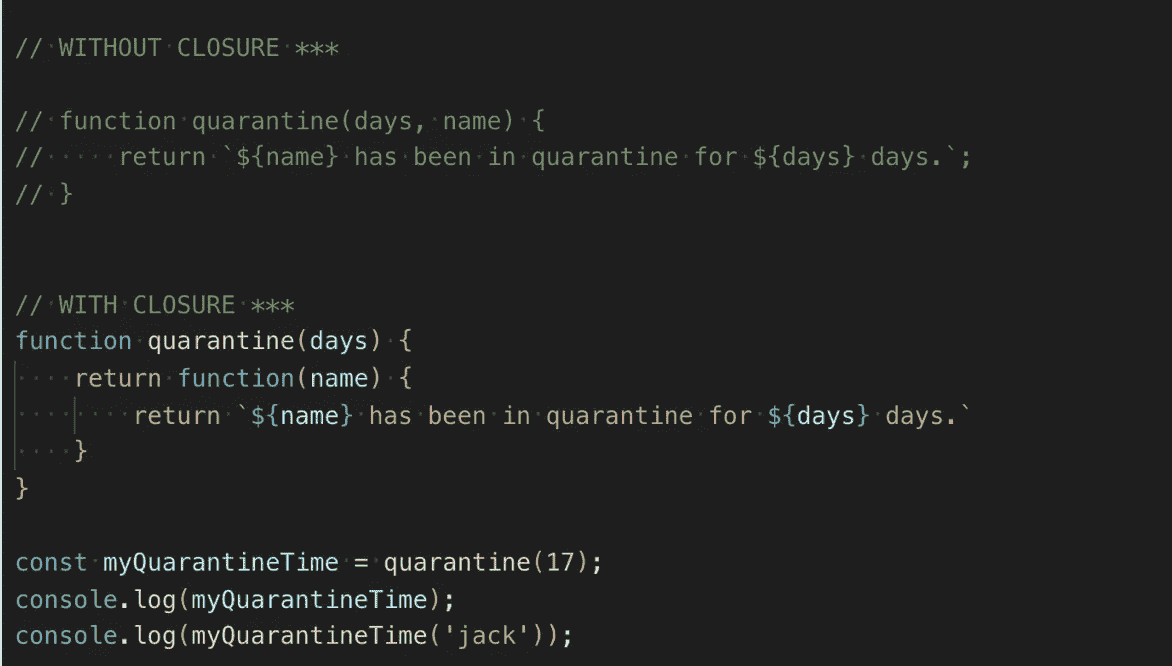 // WITHOUT CLOSURE ***
// function quarantine(days, name) {
//      return `${name} has been in quarantine for ${days} days.`;
// }
// WITH CLOSURE ***
function quarantine(days) {
    return function(name) {
        return `${name} has been in quarantine for ${days} days.`
    }
}
const myQuarantineTime = quarantine(17);
console.log(myQuarantineTime);
console.log(myQuarantineTime('jack'));